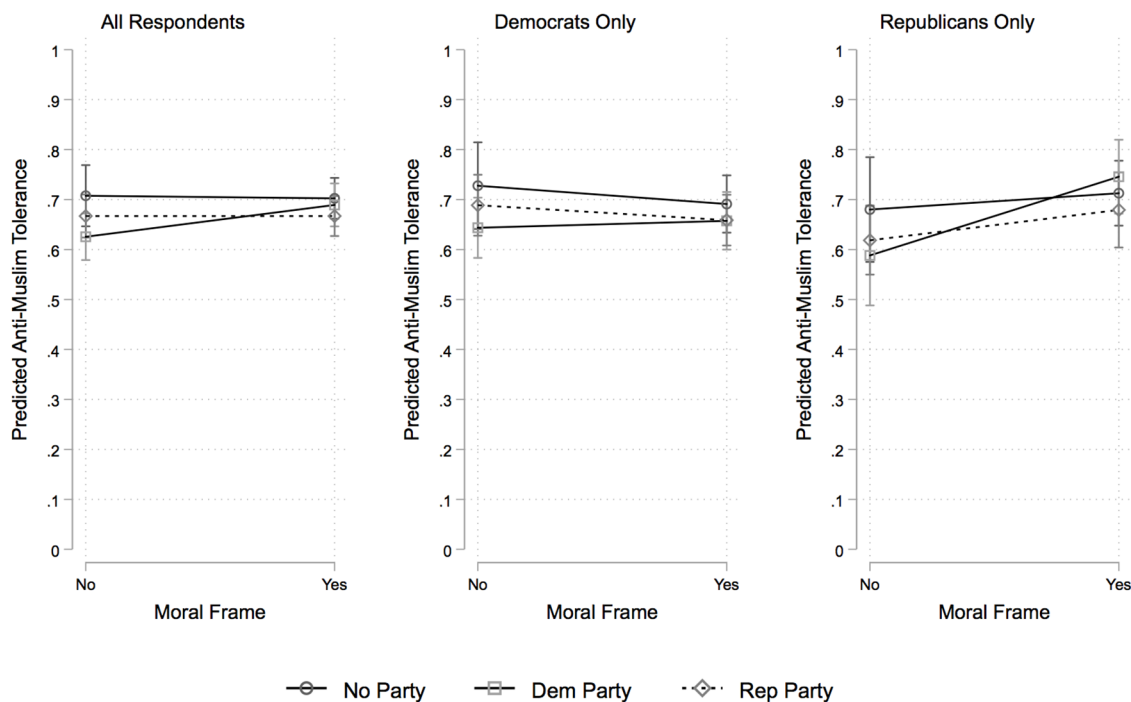 All Respondents
Democrats Only
Republicans Only
Predicted Anti-Muslim Tolerance
1
.9
.8
.7
.6
.5
.4
.3
.2
.1
0
No
Yes
Moral Frame
Predicted Anti-Muslim Tolerance
1
.9
.8
.7
.6
.5
.4
.3
.2
.1
0
No
Yes
Moral Frame
Predicted Anti-Muslim Tolerance
1
.9
.8
.7
.6
.5
.4
.3
.2
.1
0
No
Yes
Moral Frame
No Party
Dem Party
Rep Party